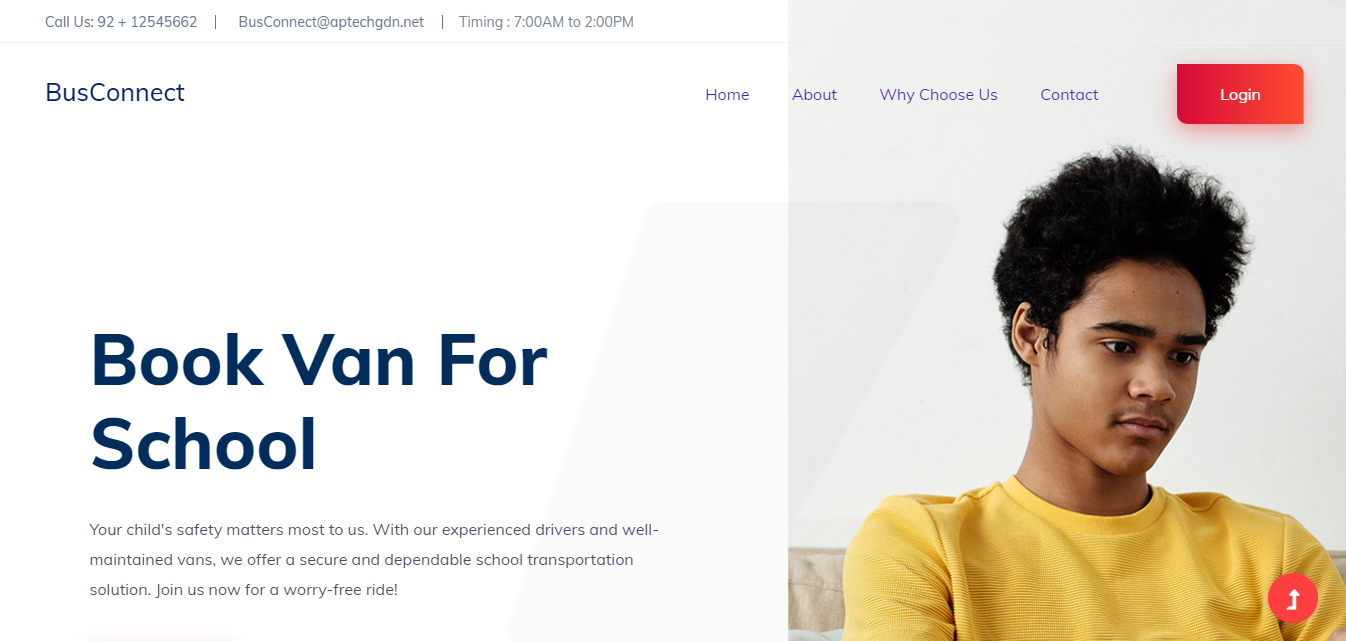 Call Us: 92 + 12545662 | BusConnect@aptechgdn.net | Timing : 7:00AM to 2:00PM
BusConnect
Home About Why Choose Us Contact Login
Book Van For
School
Your child's safety matters most to us. With our experienced drivers and well-
maintained vans, we offer a secure and dependable school transportation
solution. Join us now for a worry-free ride!